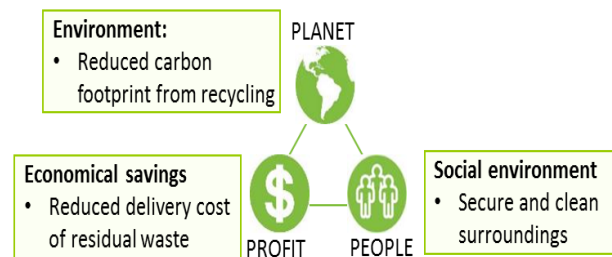 Environment:
• Reduced carbon
footprint from recycling
PLANET
Economical savings
• Reduced delivery cost
of residual waste
$
PROFIT
PEOPLE
Social environment
• Secure and clean
surroundings